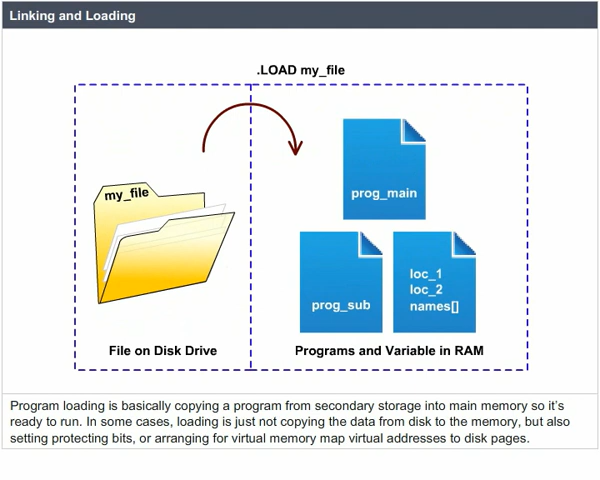 Linking and Loading
.LOAD my_file
my_file
prog_main
prog_sub
loc_1
loc_2
names[]
File on Disk Drive
Programs and Variable in RAM
Program loading is basically copying a program from secondary storage into main memory so it's
ready to run. In some cases, loading is just not copying the data from disk to the memory, but also
setting protecting bits, or arranging for virtual memory map virtual addresses to disk pages.